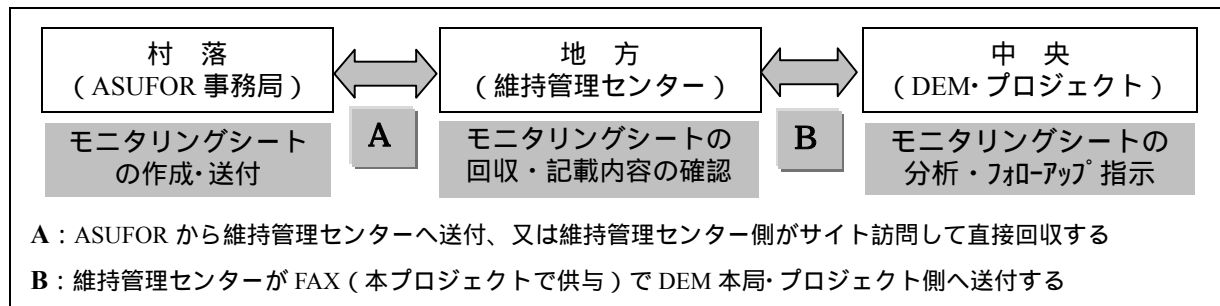 村　落
（ASUFOR 事務局）
地　方
（維持管理センター）
中　央
（DEM・プロジェクト）
A
B
モニタリングシート
の作成・送付
モニタリングシートの
回収・記載内容の確認
モニタリングシートの
分析・ﾌｫﾛｰｱｯﾌﾟ指示
A：ASUFOR から維持管理センターへ送付、又は維持管理センター側がサイト訪問して直接回収する
B：維持管理センターが FAX（本プロジェクトで供与）で DEM 本局・プロジェクト側へ送付する